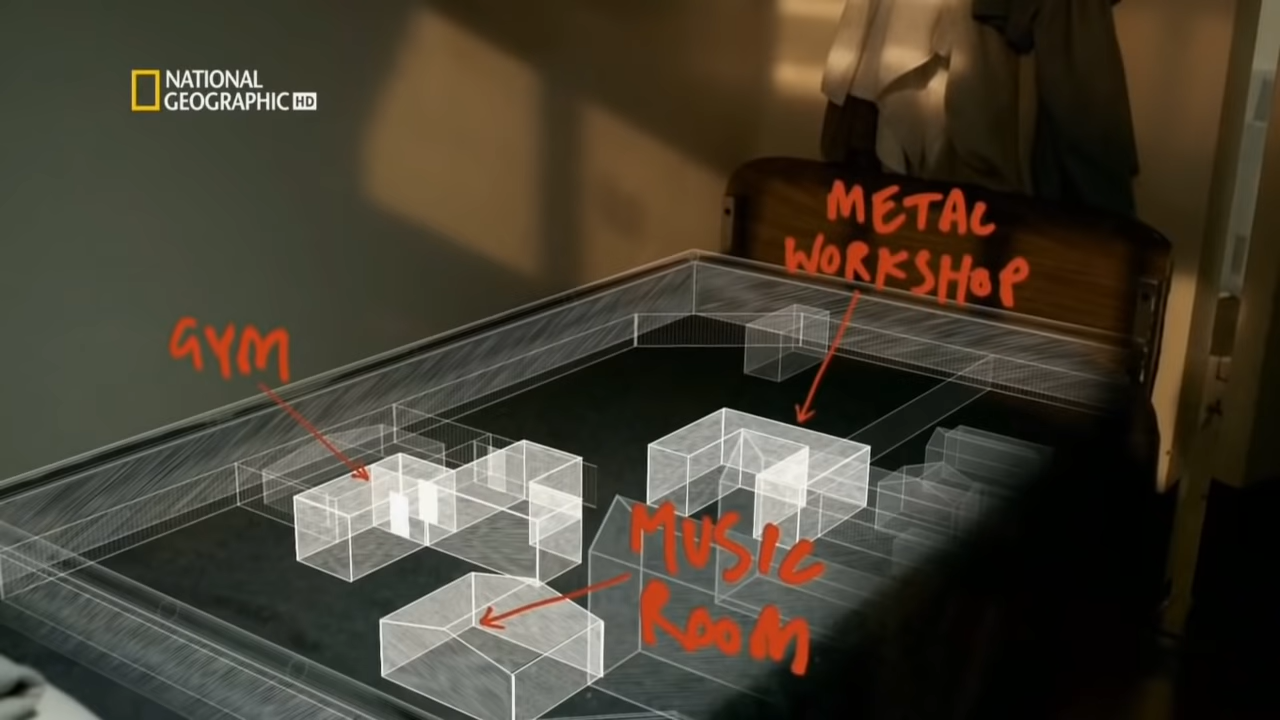 NATIONAL
GEOGRAPHIC HD
METAL
WORKSHOP
GYM
MUSIC
ROOM